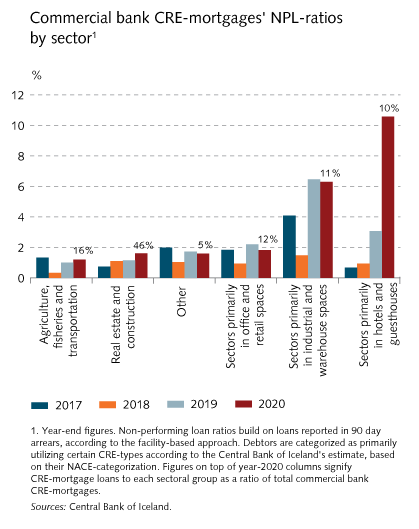 Commercial bank CRE-mortgages' NPL-ratios
by sector¹
%
12
10
8
6
4
2
0
16%
46%
5%
12%
11%
10%
Agriculture,
fisheries and
transportation
Real estate and
construction
Other
Sectors primarily
in office and
retail spaces
Sectors primarily
in industrial and
warehouse spaces
Sectors primarily
in hotels and
guesthouses
2017
2018
2019
2020
1. Year-end figures. Non-performing loan ratios build on loans reported in 90 day
arrears, according to the facility-based approach. Debtors are categorized as primarily
utilizing certain CRE-types according to the Central Bank of Iceland's estimate, based
on their NACE-categorization. Figures on top of year-2020 columns signify
CRE-mortgage loans to each sectoral group as a ratio of total commercial bank
CRE-mortgages.
Sources: Central Bank of Iceland.